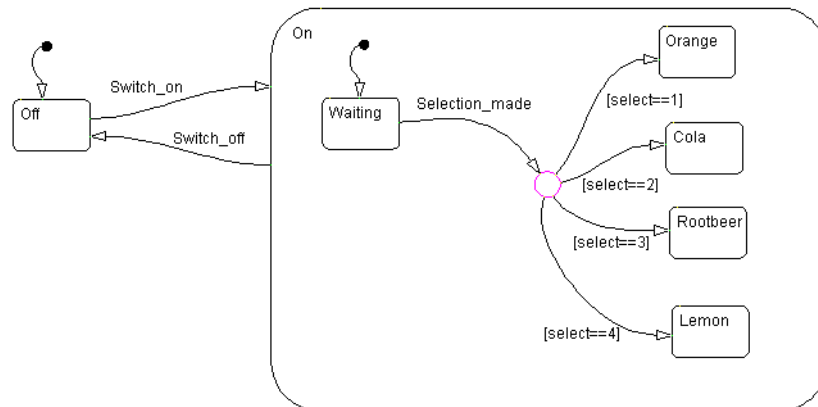 On
Orange
Switch_on
Selection_made
[select==1]
Off
Waiting
Switch_off
Cola
[select==2]
Rootbeer
[select==3]
Lemon
[select==4]